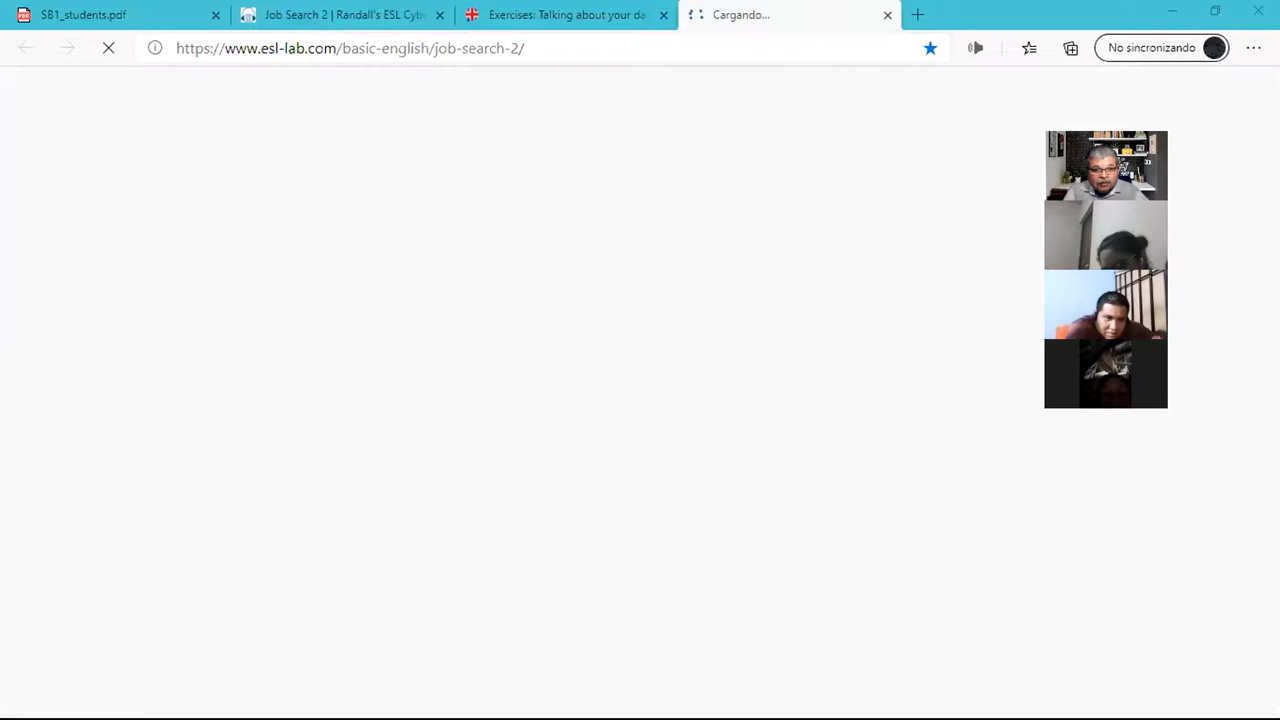 SB1_students.pdf
Job Search 2 | Randall's ESL Cyb
Exercises: Talking about your da
Cargando...
https://www.esl-lab.com/basic-english/job-search-2/
No sincronizando